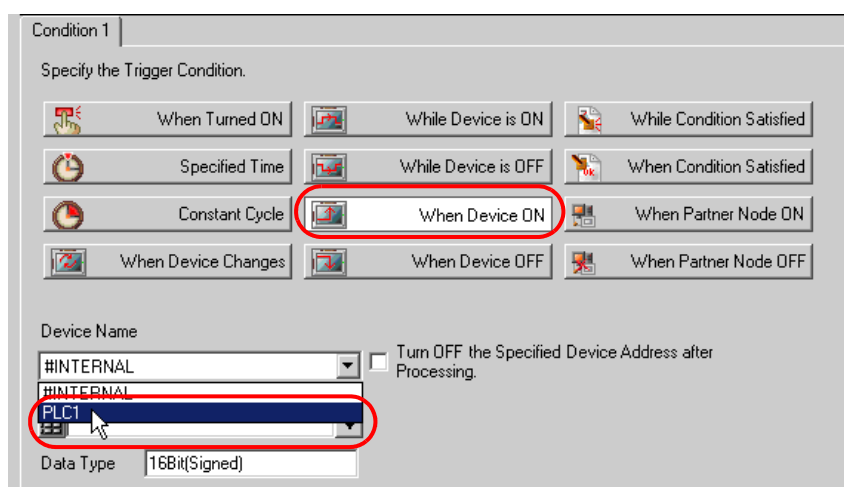 Condition 1
Specify the Trigger Condition.
When Turned ON While Device is ON While Condition Satisfied
Specified Time While Device is OFF When Condition Satisfied
Constant Cycle When Device ON When Partner Node ON
When Device Changes When Device OFF When Partner Node OFF
Device Name
#INTERNAL Turn OFF the Specified Device Address after
Processing.
#INTERNAL
PLC1
Data Type 16Bit(Signed)